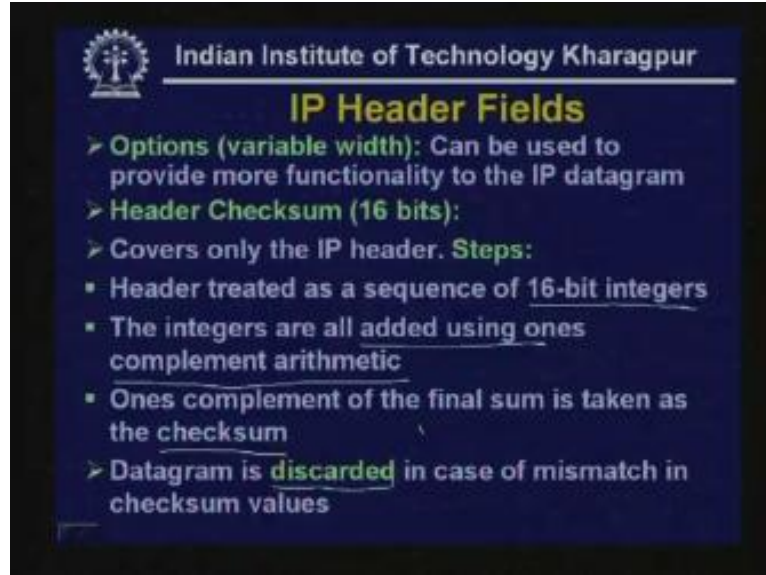 Indian Institute of Technology Kharagpur
IP Header Fields
➢ Options (variable width): Can be used to
provide more functionality to the IP datagram
➢ Header Checksum (16 bits):
➢ Covers only the IP header. Steps:
▪ Header treated as a sequence of 16-bit integers
▪ The integers are all added using ones
complement arithmetic
▪ Ones complement of the final sum is taken as
the checksum
➢ Datagram is discarded in case of mismatch in
checksum values